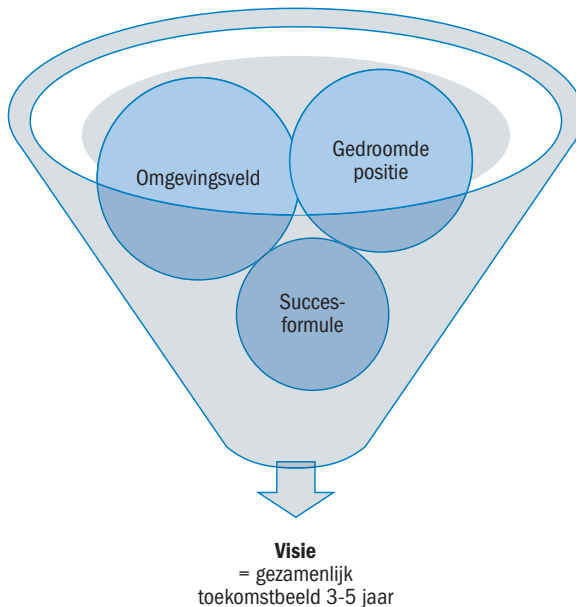 Omgevingsveld
Gedroomde
positie
Succes-
formule
Visie
= gezamenlijk
toekomstbeeld 3-5 jaar